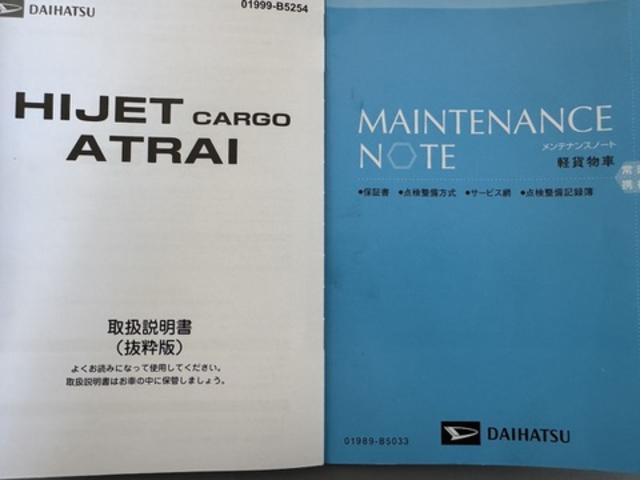 DAIHATSU
01999-B5254
HIJET CARGO
ATRAI
取扱説明書
(抜粋版)
よくお読みになって使用してください。
取扱説明書はお車の中に保管しましょう。
MAINTENANCE
NOTE
メンテナンスノート
軽貨物車
●保証書 ●点検整備方式 ●サービス網 ●点検整備記録簿
常
携
01989-B5033
DAIHATSU